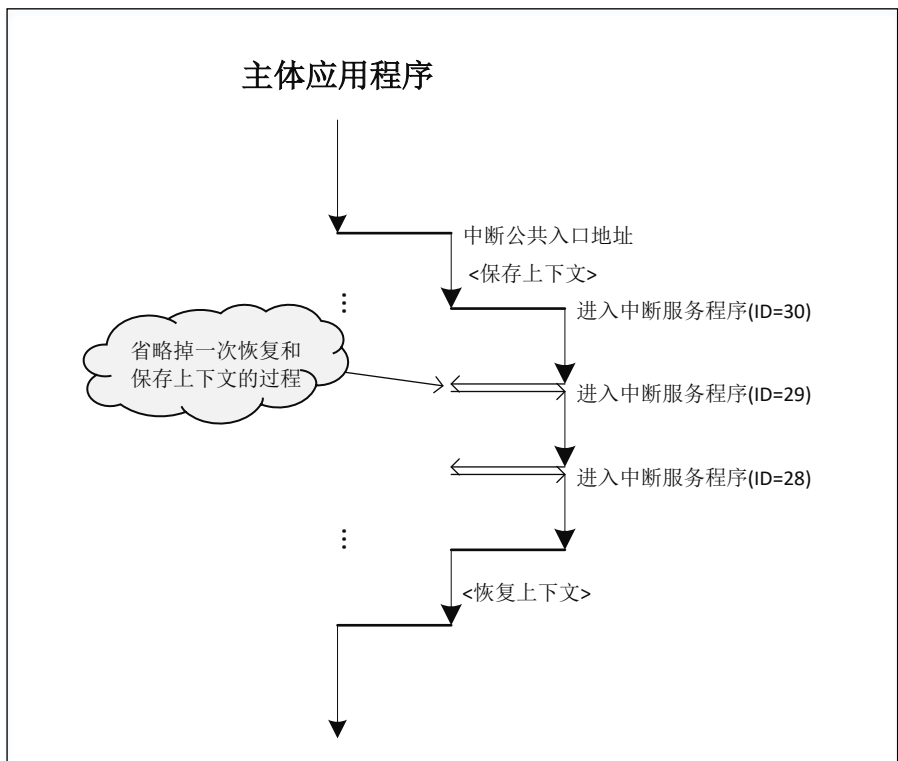 主体应用程序
中断公共入口地址
<保存上下文>
进入中断服务程序(ID=30)
省略掉一次恢复和
保存上下文的过程
进入中断服务程序(ID=29)
进入中断服务程序(ID=28)
<恢复上下文>